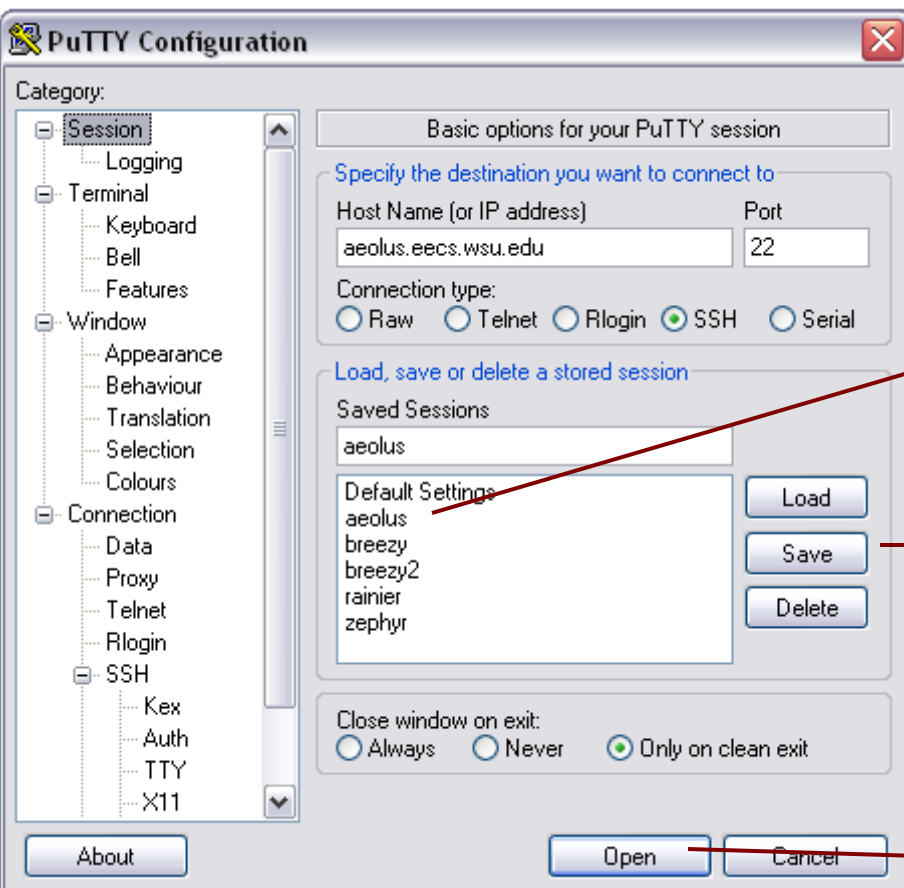 PuTTY Configuration
Category:
Session
Logging
Terminal
Keyboard
Bell
Features
Window
Appearance
Behaviour
Translation
Selection
Colours
Connection
Data
Proxy
Telnet
Rlogin
SSH
Kex
Auth
TTY
X11
Basic options for your PuTTY session
Specify the destination you want to connect to
Host Name (or IP address) Port
aeolus.eecs.wsu.edu 22
Connection type:
Raw Telnet Rlogin SSH Serial
Load, save or delete a stored session
Saved Sessions
aeolus
Default Settings
aeolus
breezy
breezy2
rainier
zephyr
Load
Save
Delete
Close window on exit:
Always Never Only on clean exit
About Open Cancel